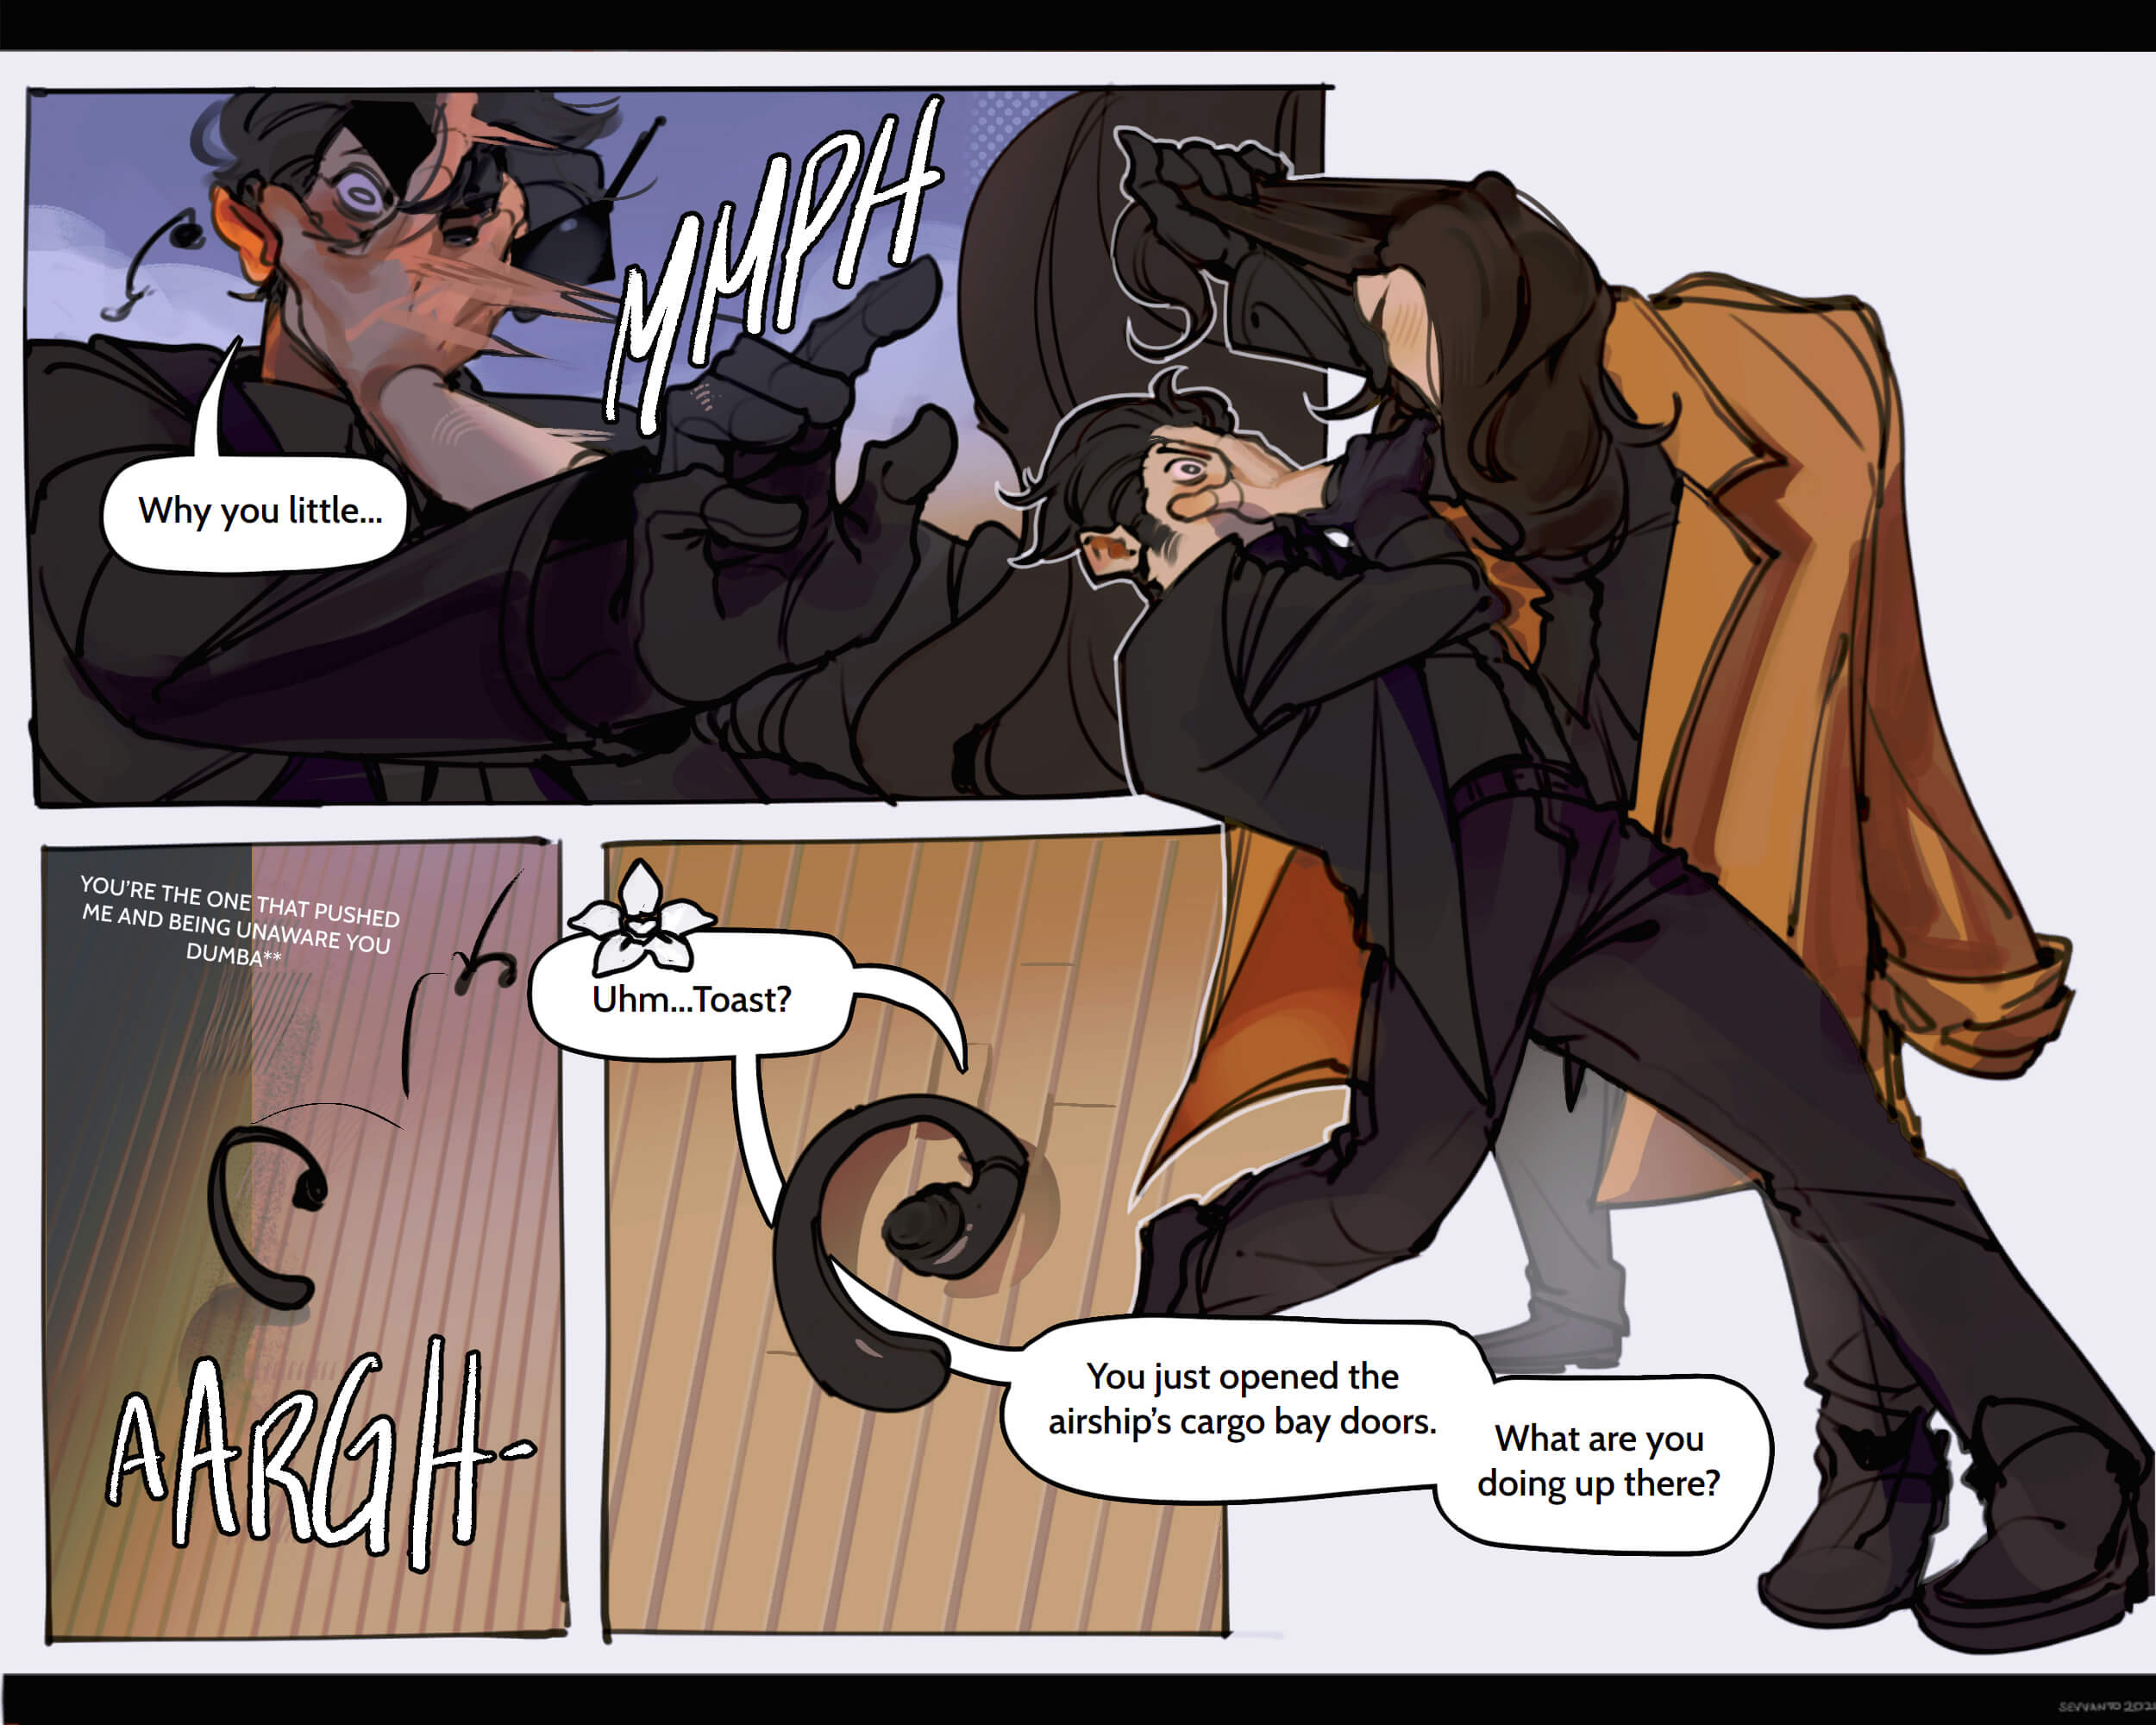 MMPH
Why you little...
YOU'RE THE ONE THAT PUSHED
ME AND BEING UNAWARE YOU
DUMBA**
AARGH-
Uhm...Toast?
You just opened the
airship's cargo bay doors.
What are you
doing up there?